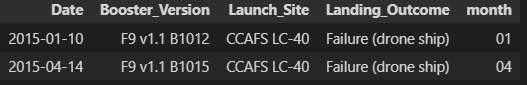 Date Booster_Version Launch_Site Landing_Outcome month
2015-01-10 F9 v1.1 B1012 CCAFS LC-40 Failure (drone ship) 01
2015-04-14 F9 v1.1 B1015 CCAFS LC-40 Failure (drone ship) 04